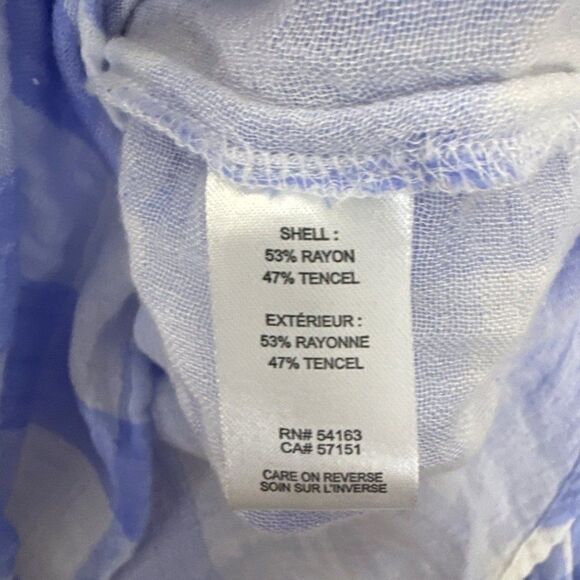 SHELL :
53% RAYON
47% TENCEL
EXTÉRIEUR :
53% RAYONNE
47% TENCEL
RN# 54163
CA# 57151
CARE ON REVERSE
SOIN SUR L'INVERSE